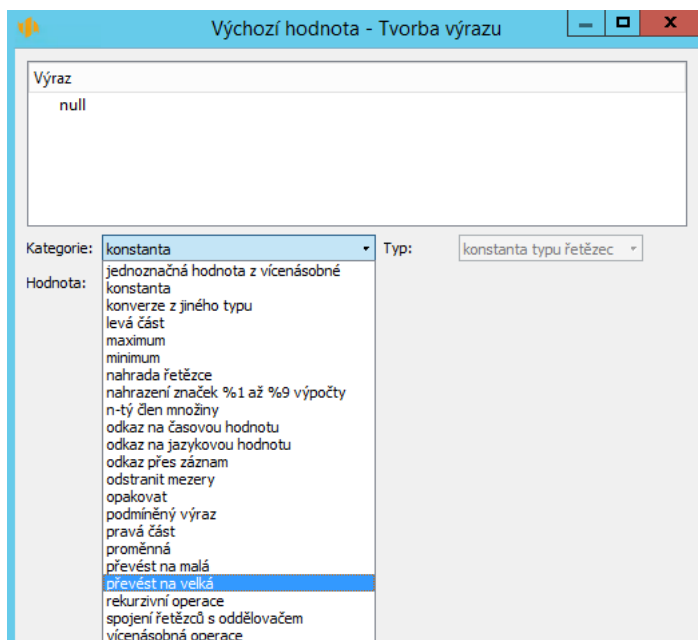 Výchozí hodnota - Tvorba výrazu
Výraz
null
Kategorie: konstanta Typ: konstanta typu řetězec
Hodnota:
jednoznačná hodnota z vícenásobné
konstanta
konverze z jiného typu
levá část
maximum
minimum
nahrada řetězce
nahrazení značek %1 až %9 výpočty
n-tý člen množiny
odkaz na časovou hodnotu
odkaz na jazykovou hodnotu
odkaz přes záznam
odstranit mezery
opakovat
podmíněný výraz
pravá část
proměnná
převést na malá
převést na velká
rekurzivní operace
spojení řetězců s oddělovačem
vícenásobná operace